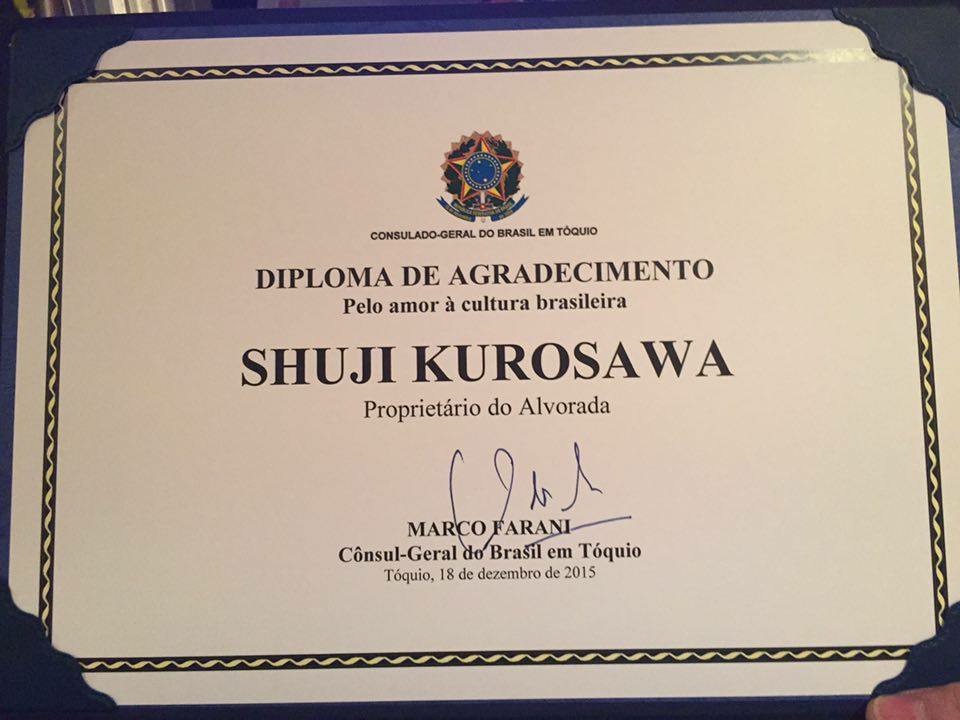 CONSULADO-GERAL DO BRASIL EM TÓQUIO
DIPLOMA DE AGRADECIMENTO
Pelo amor à cultura brasileira
SHUJI KUROSAWA
Proprietário do Alvorada
MARCO FARANI
Cônsul-Geral do Brasil em Tóquio
Tóquio, 18 de dezembro de 2015